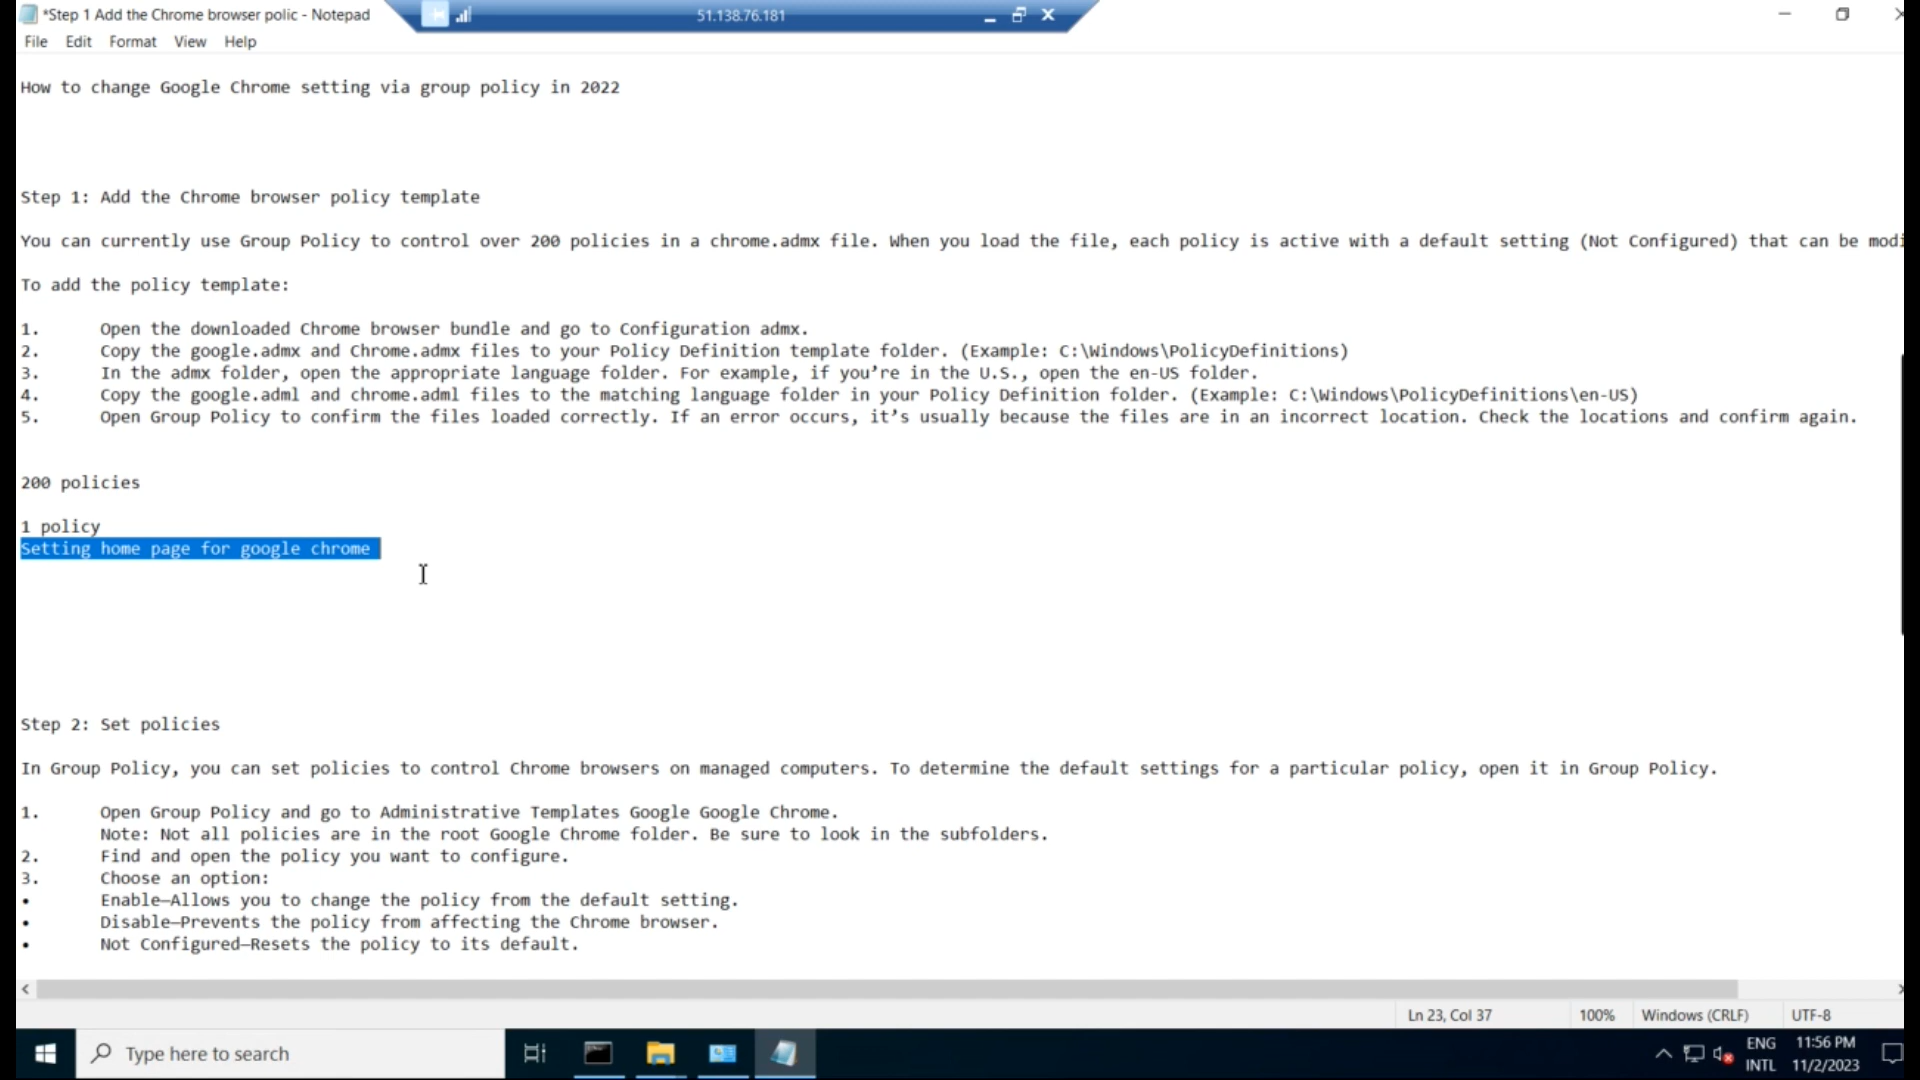 *Step 1 Add the Chrome browser polic - Notepad
51.138.76.181
File Edit Format View Help
How to change Google Chrome setting via group policy in 2022
Step 1: Add the Chrome browser policy template
You can currently use Group Policy to control over 200 policies in a chrome.admx file. When you load the file, each policy is active with a default setting (Not Configured) that can be modi
To add the policy template:
1. Open the downloaded Chrome browser bundle and go to Configuration admx.
2. Copy the google.admx and Chrome.admx files to your Policy Definition template folder. (Example: C:\Windows\PolicyDefinitions)
3. In the admx folder, open the appropriate language folder. For example, if you’re in the U.S., open the en-US folder.
4. Copy the google.adml and chrome.adml files to the matching language folder in your Policy Definition folder. (Example: C:\Windows\PolicyDefinitions\en-US)
5. Open Group Policy to confirm the files loaded correctly. If an error occurs, it’s usually because the files are in an incorrect location. Check the locations and confirm again.
200 policies
1 policy
Setting home page for google chrome
Step 2: Set policies
In Group Policy, you can set policies to control Chrome browsers on managed computers. To determine the default settings for a particular policy, open it in Group Policy.
1. Open Group Policy and go to Administrative Templates Google Google Chrome.
Note: Not all policies are in the root Google Chrome folder. Be sure to look in the subfolders.
2. Find and open the policy you want to configure.
3. Choose an option:
• Enable—Allows you to change the policy from the default setting.
• Disable—Prevents the policy from affecting the Chrome browser.
• Not Configured—Resets the policy to its default.
Ln 23, Col 37 100% Windows (CRLF) UTF-8
Type here to search
ENG 11:56 PM
INTL 11/2/2023